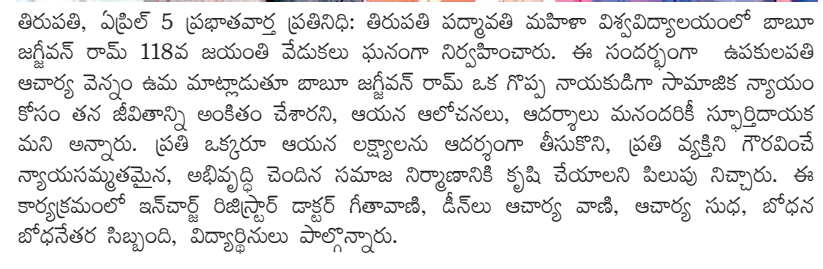 తిరుపతి, ఏప్రిల్ 5 ప్రభాతవార్త ప్రతినిధి: తిరుపతి పద్మావతి మహిళా విశ్వవిద్యాలయంలో బాబూ
జగ్జీవన్ రామ్ 118వ జయంతి వేడుకలు ఘనంగా నిర్వహించారు. ఈ సందర్భంగా ఉపకులపతి
ఆచార్య వెన్నం ఉమ మాట్లాడుతూ బాబూ జగ్జీవన్ రామ్ ఒక గొప్ప నాయకుడిగా సామాజిక న్యాయం
కోసం తన జీవితాన్ని అంకితం చేశారని, ఆయన ఆలోచనలు, ఆదర్శాలు మనందరికీ స్ఫూర్తిదాయక
మని అన్నారు. ప్రతి ఒక్కరూ ఆయన లక్ష్యాలను ఆదర్శంగా తీసుకొని, ప్రతి వ్యక్తిని గౌరవించే
న్యాయసమ్మతమైన, అభివృద్ధి చెందిన సమాజ నిర్మాణానికి కృషి చేయాలని పిలుపు నిచ్చారు. ఈ
కార్యక్రమంలో ఇన్‌చార్జ్ రిజిస్ట్రార్ డాక్టర్ గీతావాణి, డీన్‌లు ఆచార్య వాణి, ఆచార్య సుధ, బోధన
బోధనేతర సిబ్బంది, విద్యార్థినులు పాల్గొన్నారు.